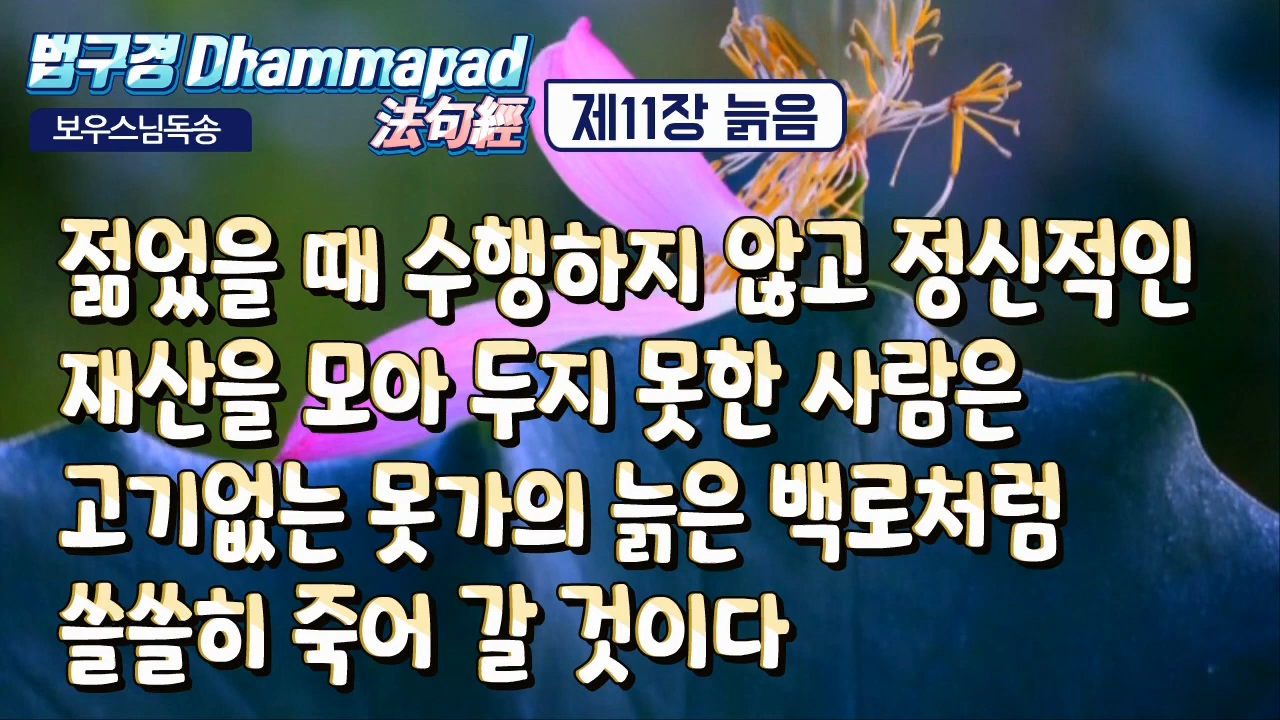 법구경 Dhammapad
法句經
보우스님독송
제11장 늙음
젊었을 때 수행하지 않고 정신적인
재산을 모아 두지 못한 사람은
고기없는 못가의 늙은 백로처럼
쓸쓸히 죽어 갈 것이다